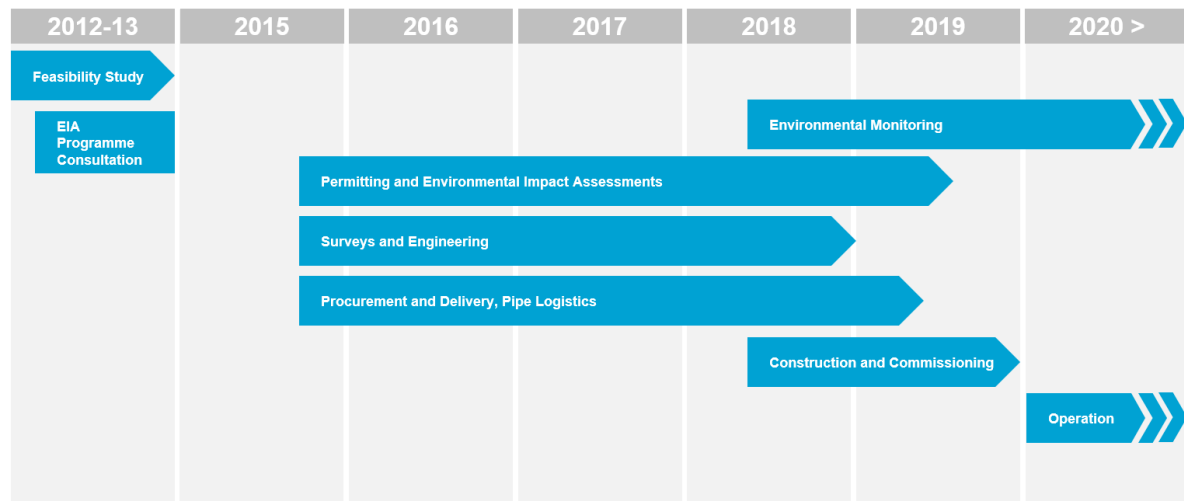 2012-13 2015 2016 2017 2018 2019 2020 >
Feasibility Study
EIA
Programme
Consultation
Environmental Monitoring
Permitting and Environmental Impact Assessments
Surveys and Engineering
Procurement and Delivery, Pipe Logistics
Construction and Commissioning
Operation